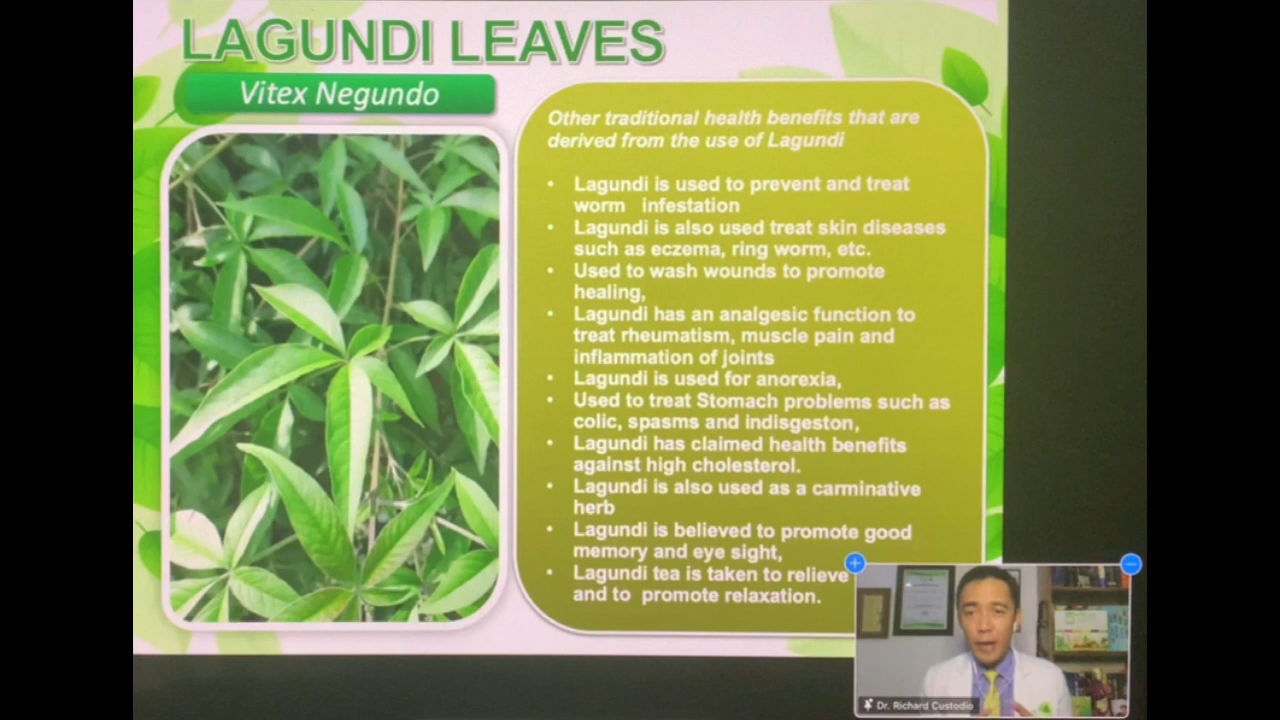 LAGUNDI LEAVES
Vitex Negundo
Other traditional health benefits that are
derived from the use of Lagundi
• Lagundi is used to prevent and treat
worm infestation
• Lagundi is also used treat skin diseases
such as eczema, ring worm, etc.
• Used to wash wounds to promote
healing,
• Lagundi has an analgesic function to
treat rheumatism, muscle pain and
inflammation of joints
• Lagundi is used for anorexia,
• Used to treat Stomach problems such as
colic, spasms and indisgeston,
• Lagundi has claimed health benefits
against high cholesterol.
• Lagundi is also used as a carminative
herb
• Lagundi is believed to promote good
memory and eye sight,
• Lagundi tea is taken to relieve
and to promote relaxation.
Dr. Richard Custodio